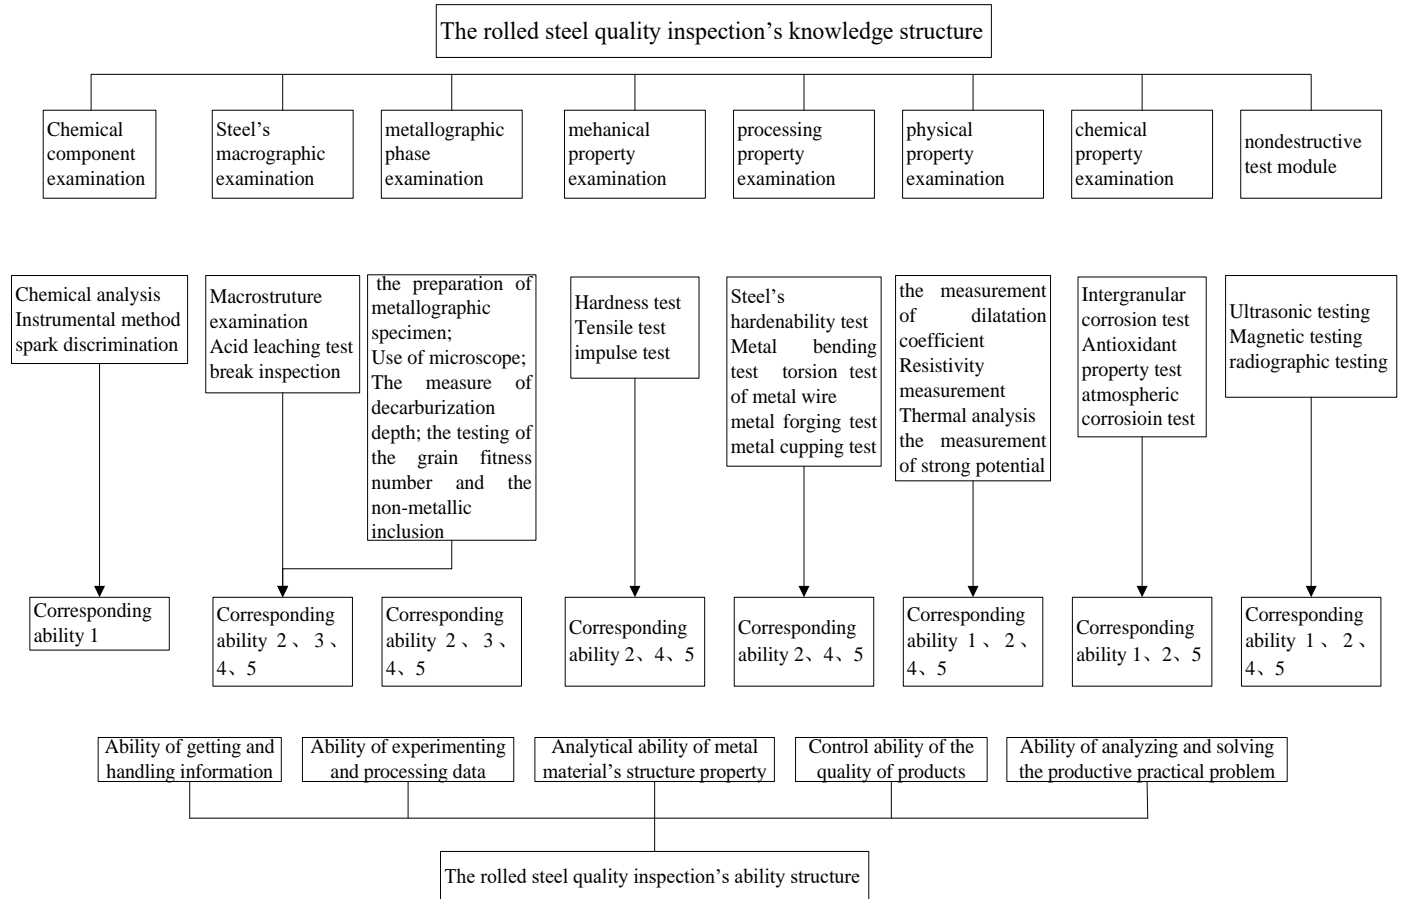 The rolled steel quality inspection's knowledge structure
Chemical
component
examination
Steel's
macrographic
examination
metallographic
phase
examination
mehanical
property
examination
processing
property
examination
physical
property
examination
chemical
property
examination
nondestructive
test module
Chemical analysis
Instrumental method
spark discrimination
Macrostruture
examination
Acid leaching test
break inspection
the preparation of
metallographic
specimen;
Use of microscope;
The measure of
decarburization
depth; the testing of
the grain fitness
number and the
non-metallic
inclusion
Hardness test
Tensile test
impulse test
Steel's
hardenability test
Metal bending
test torsion test
of metal wire
metal forging test
metal cupping test
the measurement
of dilatation
coefficient
Resistivity
measurement
Thermal analysis
the measurement
of strong potential
Intergranular
corrosion test
Antioxidant
property test
atmospheric
corrosioin test
Ultrasonic testing
Magnetic testing
radiographic testing
Corresponding
ability 1
Corresponding
ability 2、3、
4、5
Corresponding
ability 2、3、
4、5
Corresponding
ability 2、4、5
Corresponding
ability 2、4、5
Corresponding
ability 1、2、
4、5
Corresponding
ability 1、2、5
Corresponding
ability 1、2、
4、5
Ability of getting and
handling information
Ability of experimenting
and processing data
Analytical ability of metal
material's structure property
Control ability of the
quality of products
Ability of analyzing and solving
the productive practical problem
The rolled steel quality inspection's ability structure